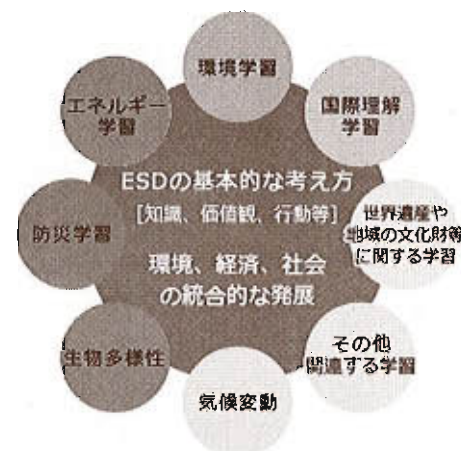 環境学習
国際理解
学習
世界遺産や
地域の文化財等
に関する学習
その他
関連する学習
気候変動
生物多様性
防災学習
エネルギー
学習
ESDの基本的な考え方
[知識、価値観、行動等]
環境、経済、社会
の統合的な発展